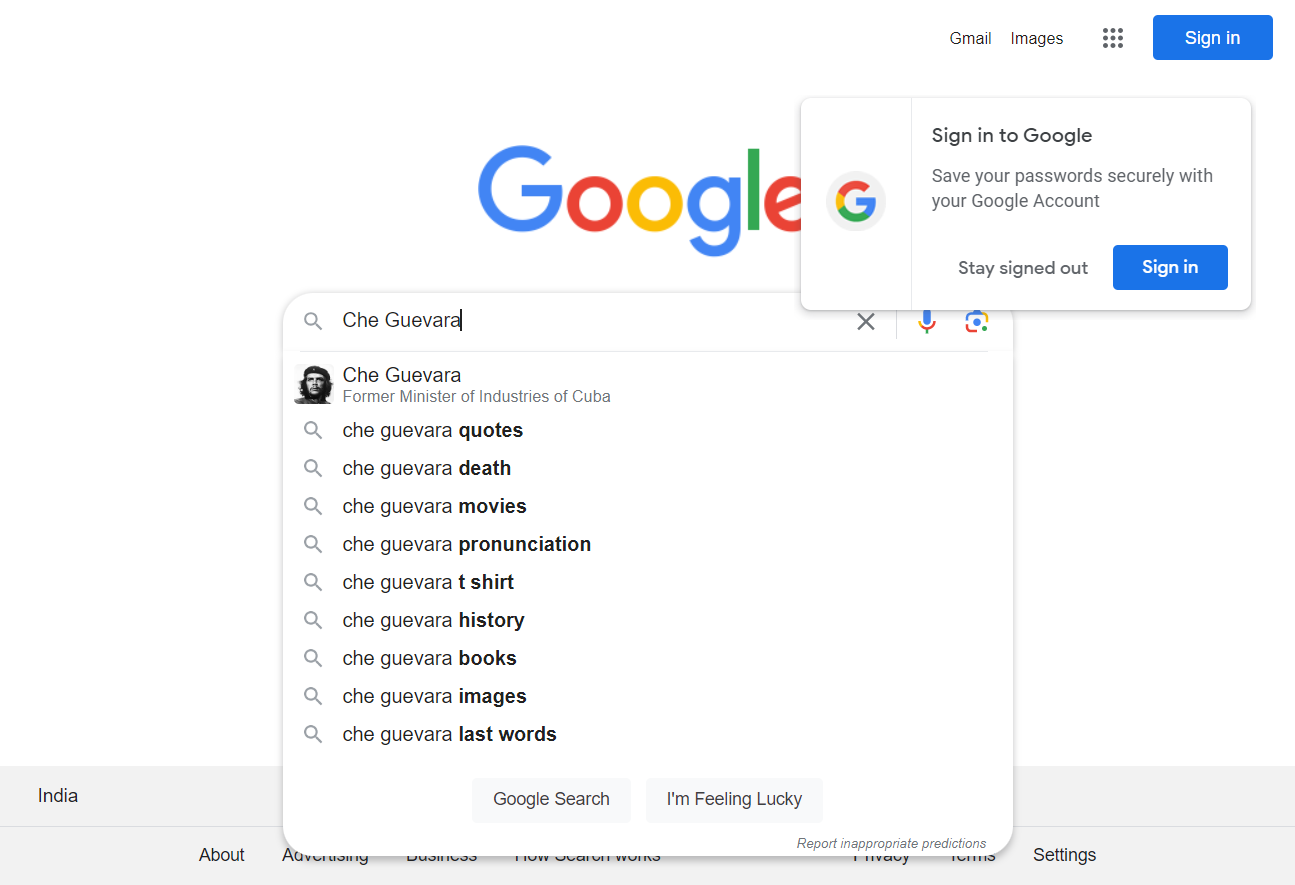 Gmail Images Sign in
Google
Sign in to Google
Save your passwords securely with
your Google Account
Stay signed out Sign in
Che Guevara
Che Guevara
Former Minister of Industries of Cuba
che guevara quotes
che guevara death
che guevara movies
che guevara pronunciation
che guevara t shirt
che guevara history
che guevara books
che guevara images
che guevara last words
Google Search I'm Feeling Lucky
Report inappropriate predictions
India
About Advertising Business How Search works Privacy Terms Settings